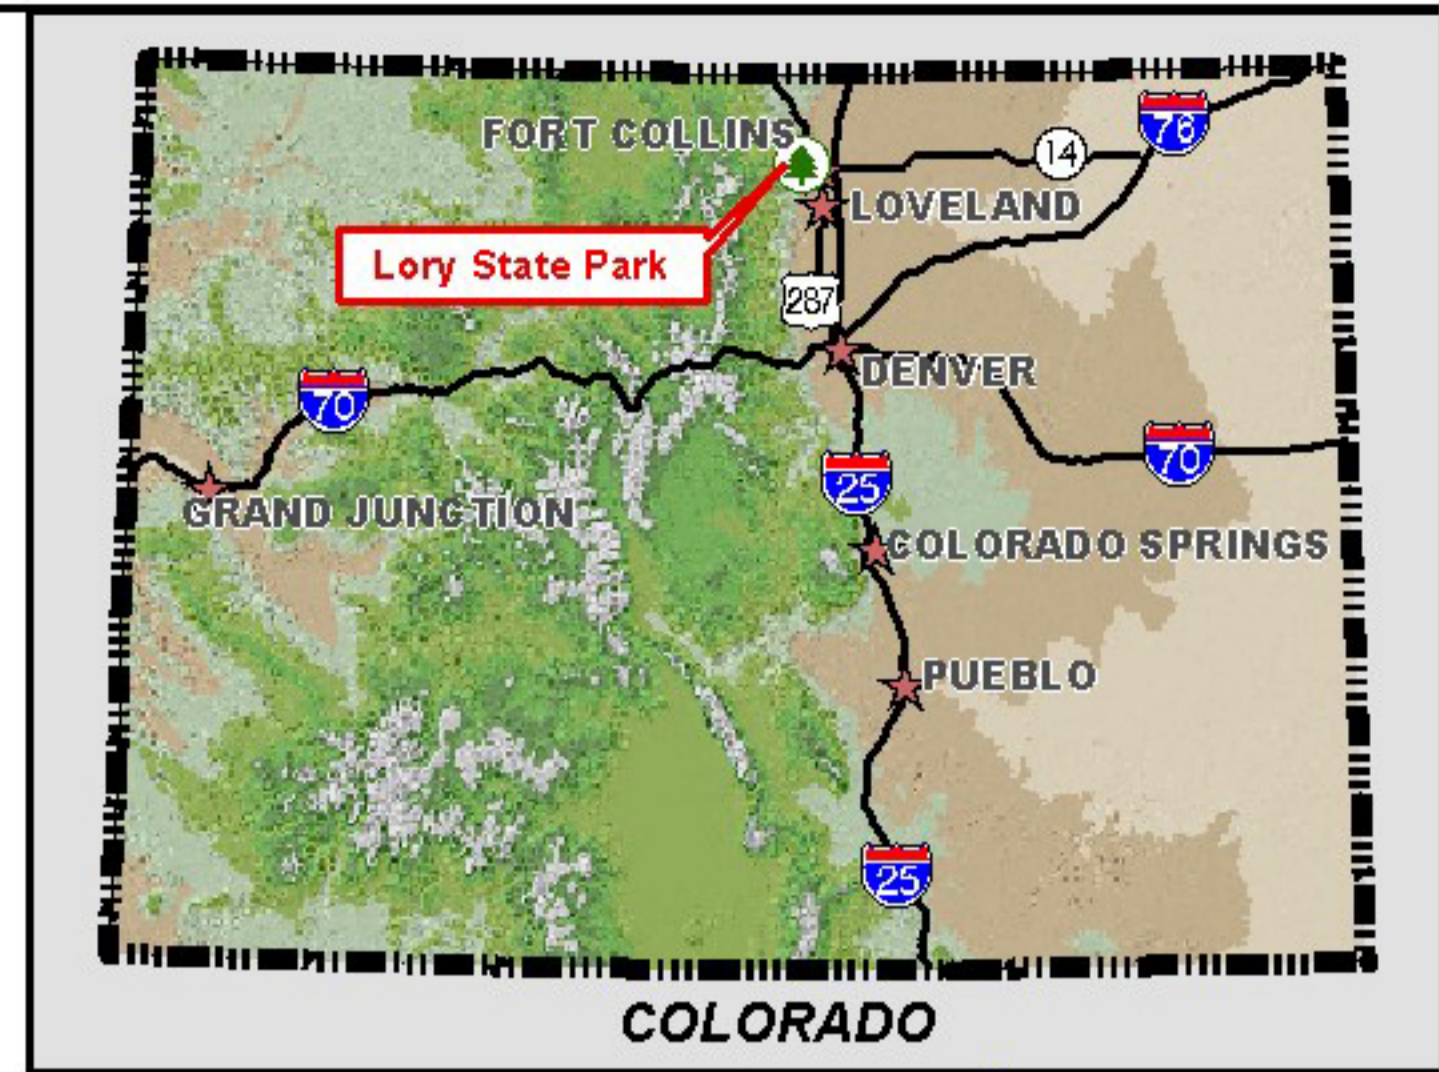 FORT COLLINS
76
14
LOVELAND
Lory State Park
287
DENVER
70
70
25
GRAND JUNCTION
COLORADO SPRINGS
PUEBLO
25
COLORADO